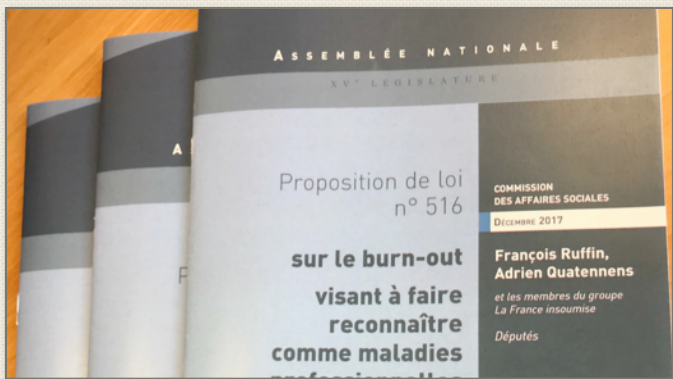 ASSEMBLÉE NATIONALE
XVE LÉGISLATURE
A
Proposition de loi
n° 516
COMMISSION
DES AFFAIRES SOCIALES
DÉCEMBRE 2017
sur le burn-out
visant à faire
reconnaître
comme maladies
professionnelles
François Ruffin,
Adrien Quatennens
et les membres du groupe
La France insoumise
Députés
P